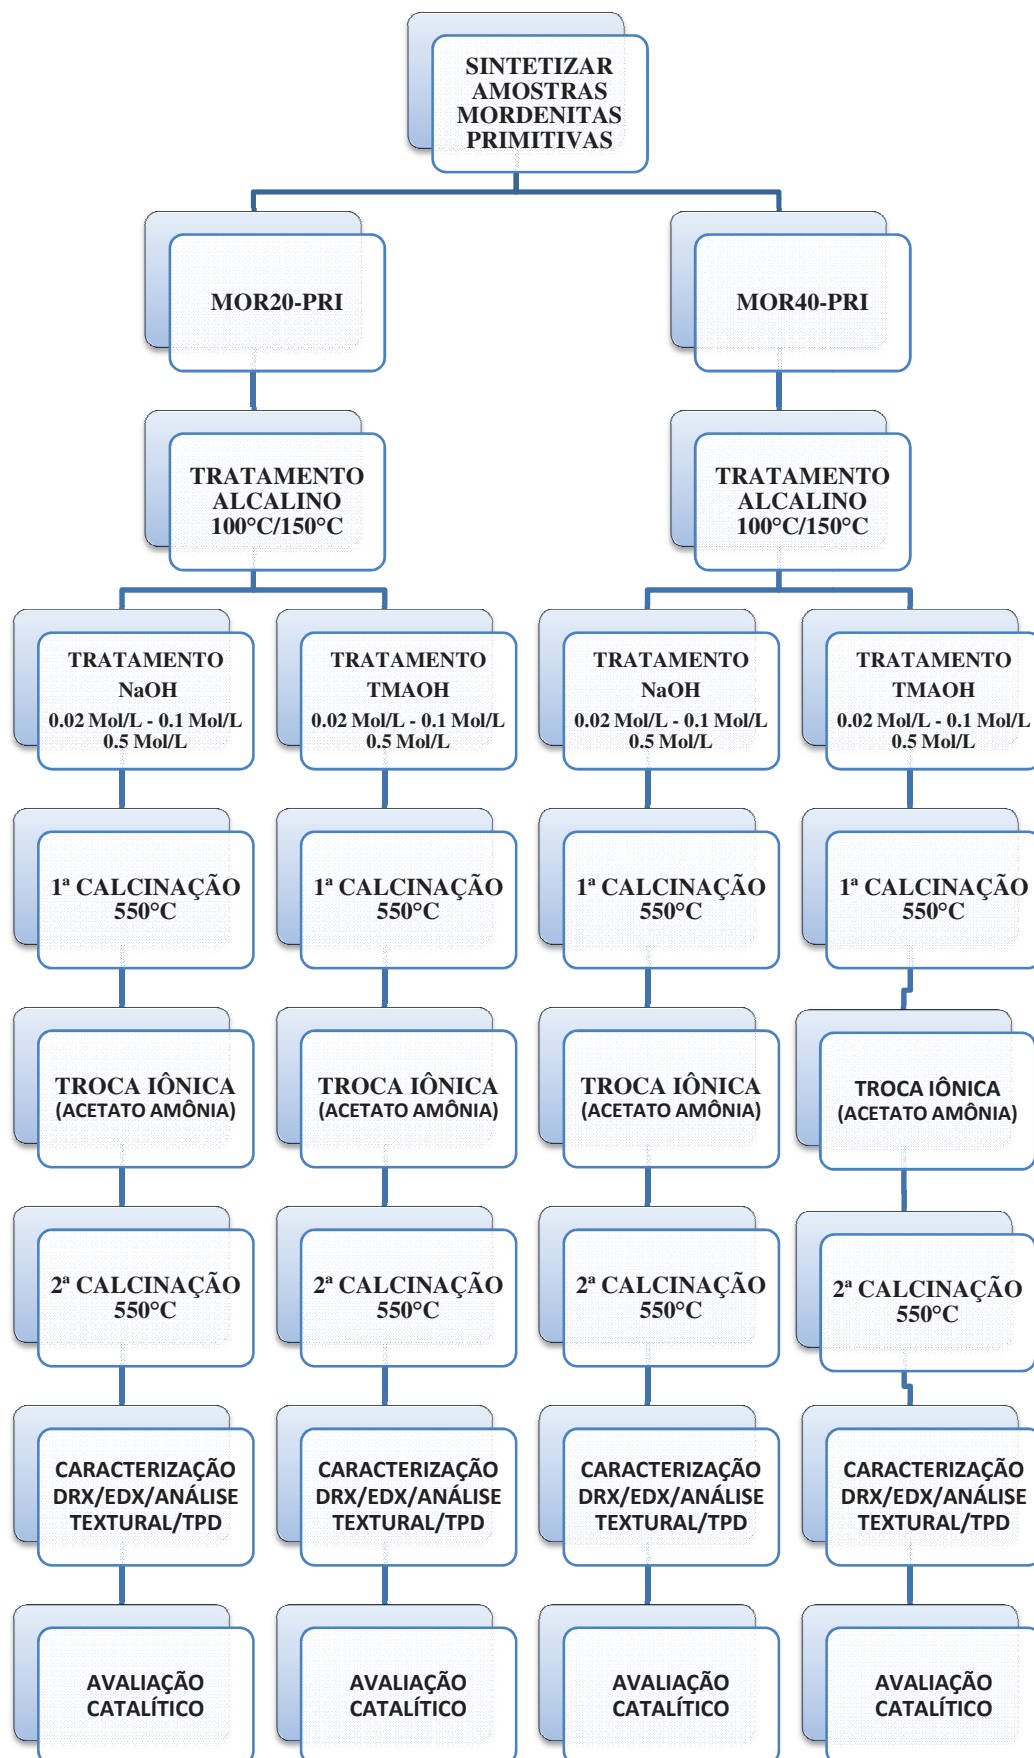 SINTETIZAR
AMOSTRAS
MORDENITAS
PRIMITIVAS
MOR20-PRI
MOR40-PRI
TRATAMENTO
ALCALINO
100°C/150°C
TRATAMENTO
ALCALINO
100°C/150°C
TRATAMENTO
NaOH
0.02 Mol/L - 0.1 Mol/L
0.5 Mol/L
TRATAMENTO
TMAOH
0.02 Mol/L - 0.1 Mol/L
0.5 Mol/L
TRATAMENTO
NaOH
0.02 Mol/L - 0.1 Mol/L
0.5 Mol/L
TRATAMENTO
TMAOH
0.02 Mol/L - 0.1 Mol/L
0.5 Mol/L
1ª CALCINAÇÃO
550°C
1ª CALCINAÇÃO
550°C
1ª CALCINAÇÃO
550°C
1ª CALCINAÇÃO
550°C
TROCA IÔNICA
(ACETATO AMÔNIA)
TROCA IÔNICA
(ACETATO AMÔNIA)
TROCA IÔNICA
(ACETATO AMÔNIA)
TROCA IÔNICA
(ACETATO AMÔNIA)
2ª CALCINAÇÃO
550°C
2ª CALCINAÇÃO
550°C
2ª CALCINAÇÃO
550°C
2ª CALCINAÇÃO
550°C
CARACTERIZAÇÃO
DRX/EDX/ANÁLISE
TEXTURAL/TPD
CARACTERIZAÇÃO
DRX/EDX/ANÁLISE
TEXTURAL/TPD
CARACTERIZAÇÃO
DRX/EDX/ANÁLISE
TEXTURAL/TPD
CARACTERIZAÇÃO
DRX/EDX/ANÁLISE
TEXTURAL/TPD
AVALIAÇÃO
CATALÍTICO
AVALIAÇÃO
CATALÍTICO
AVALIAÇÃO
CATALÍTICO
AVALIAÇÃO
CATALÍTICO